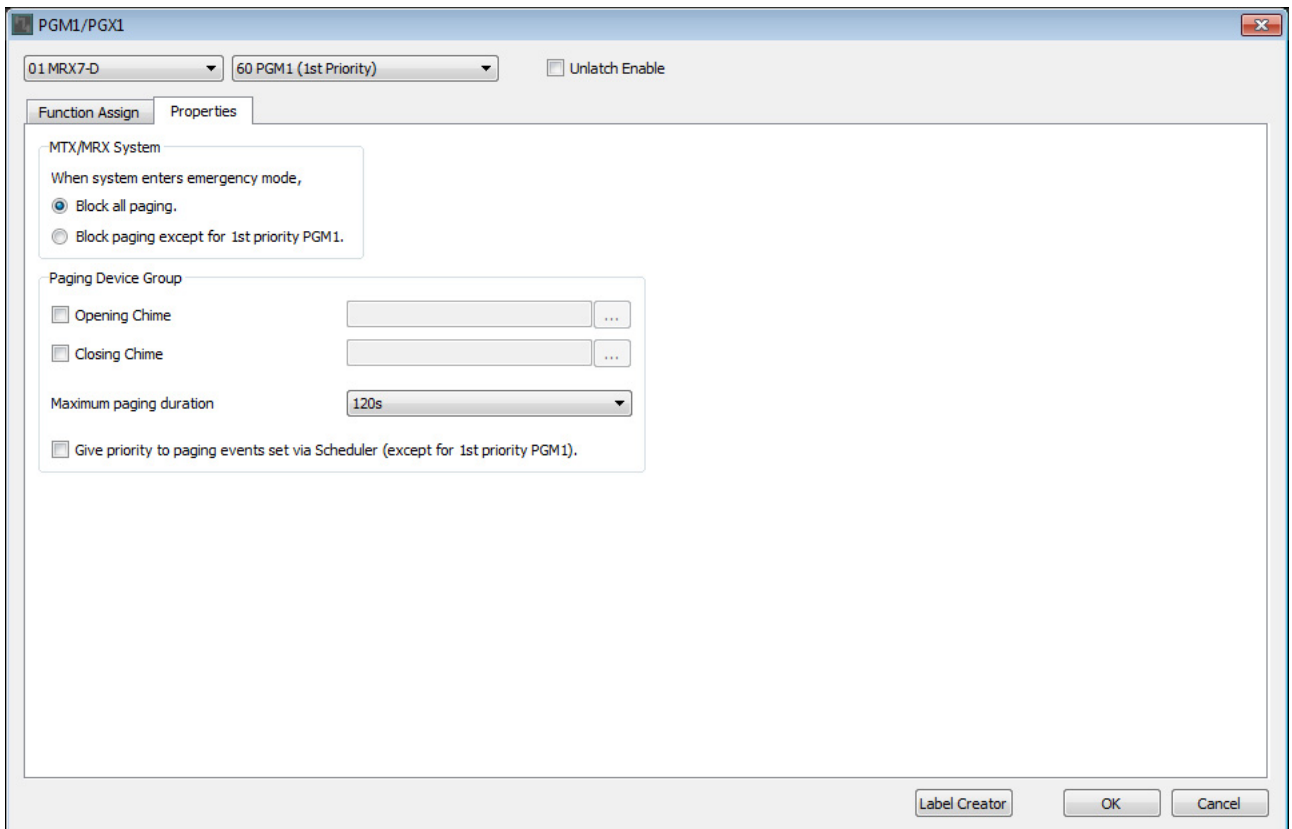 PGM1/PGX1
01 MRX7-D 60 PGM1 (1st Priority) Unlatch Enable
Function Assign Properties
MTX/MRX System
When system enters emergency mode,
Block all paging.
Block paging except for 1st priority PGM1.
Paging Device Group
Opening Chime ...
Closing Chime ...
Maximum paging duration 120s
Give priority to paging events set via Scheduler (except for 1st priority PGM1).
Label Creator OK Cancel